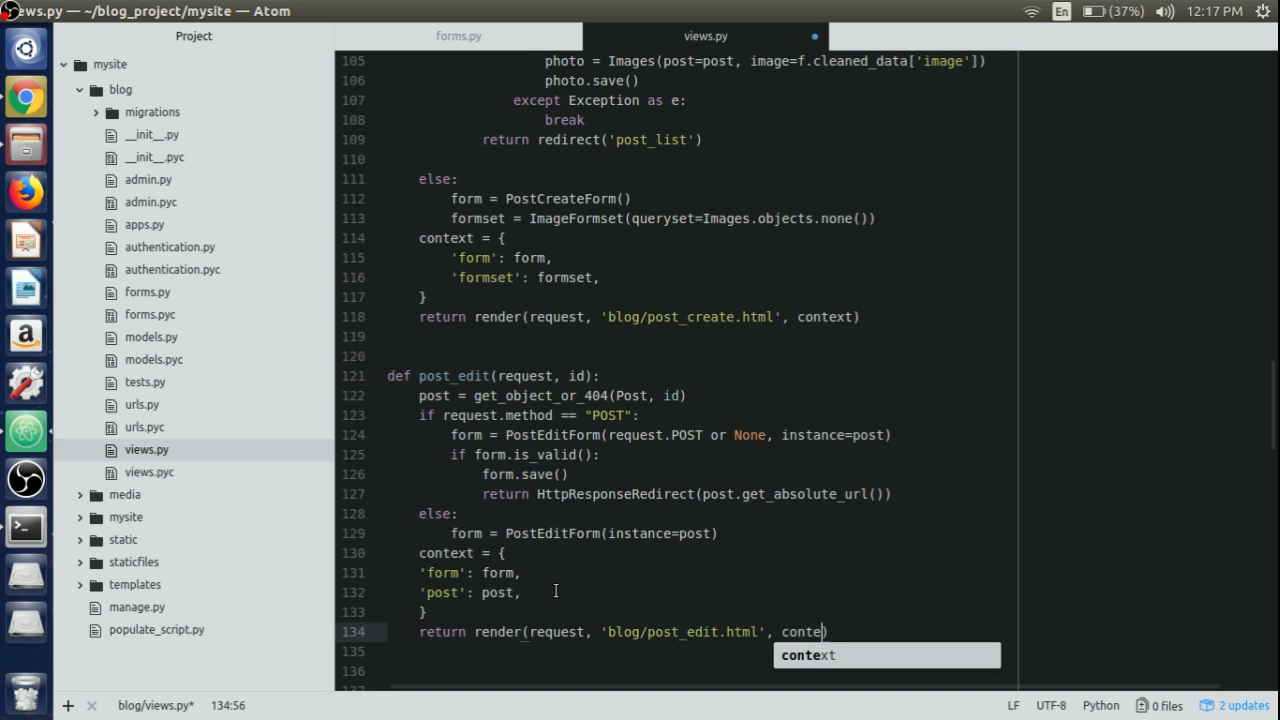 ews.py — ~/blog_project/mysite — Atom
En
(37%)
12:17 PM
Project
forms.py
views.py
mysite
blog
migrations
__init__.py
__init__.pyc
admin.py
admin.pyc
apps.py
authentication.py
authentication.pyc
forms.py
forms.pyc
models.py
models.pyc
tests.py
urls.py
urls.pyc
views.py
views.pyc
media
mysite
static
staticfiles
templates
manage.py
populate_script.py
105 photo = Images(post=post, image=f.cleaned_data['image'])
106 photo.save()
107 except Exception as e:
108 break
109 return redirect('post_list')
110
111 else:
112 form = PostCreateForm()
113 formset = ImageFormset(queryset=Images.objects.none())
114 context = {
115 'form': form,
116 'formset': formset,
117 }
118 return render(request, 'blog/post_create.html', context)
119
120
121 def post_edit(request, id):
122 post = get_object_or_404(Post, id)
123 if request.method == "POST":
124 form = PostEditForm(request.POST or None, instance=post)
125 if form.is_valid():
126 form.save()
127 return HttpResponseRedirect(post.get_absolute_url())
128 else:
129 form = PostEditForm(instance=post)
130 context = {
131 'form': form,
132 'post': post,
133 }
134 return render(request, 'blog/post_edit.html', conte)
135
context
136
137
blog/views.py* 134:56
LF UTF-8 Python 0 files 2 updates